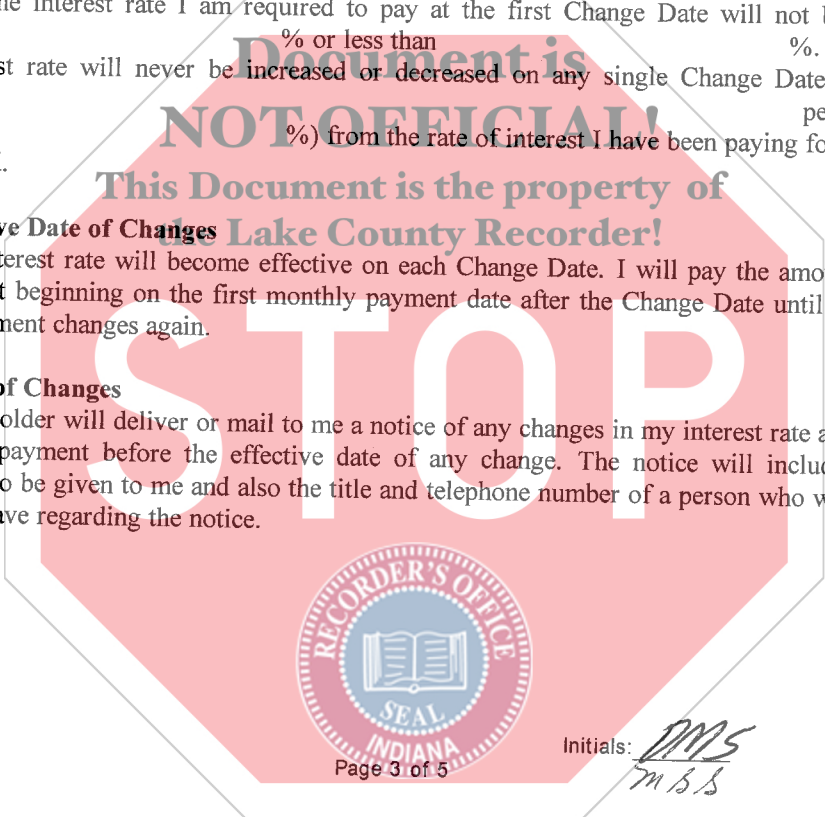 ne interest rate I am required to pay at the first Change Date will not
% or less than %.
st rate will never be increased or decreased on any single Change Date
pe
%) from the rate of interest I have been paying fo
Document is
NOT OFFICIAL!
This Document is the property of
the Lake County Recorder!
ve Date of Changes
terest rate will become effective on each Change Date. I will pay the amo
t beginning on the first monthly payment date after the Change Date until
ment changes again.
STOP
of Changes
older will deliver or mail to me a notice of any changes in my interest rate a
payment before the effective date of any change. The notice will includ
o be given to me and also the title and telephone number of a person who w
ave regarding the notice.
RECORDER'S OFFICE
SEAL
INDIANA
Initials: DMS
MBS
Page 3 of 5